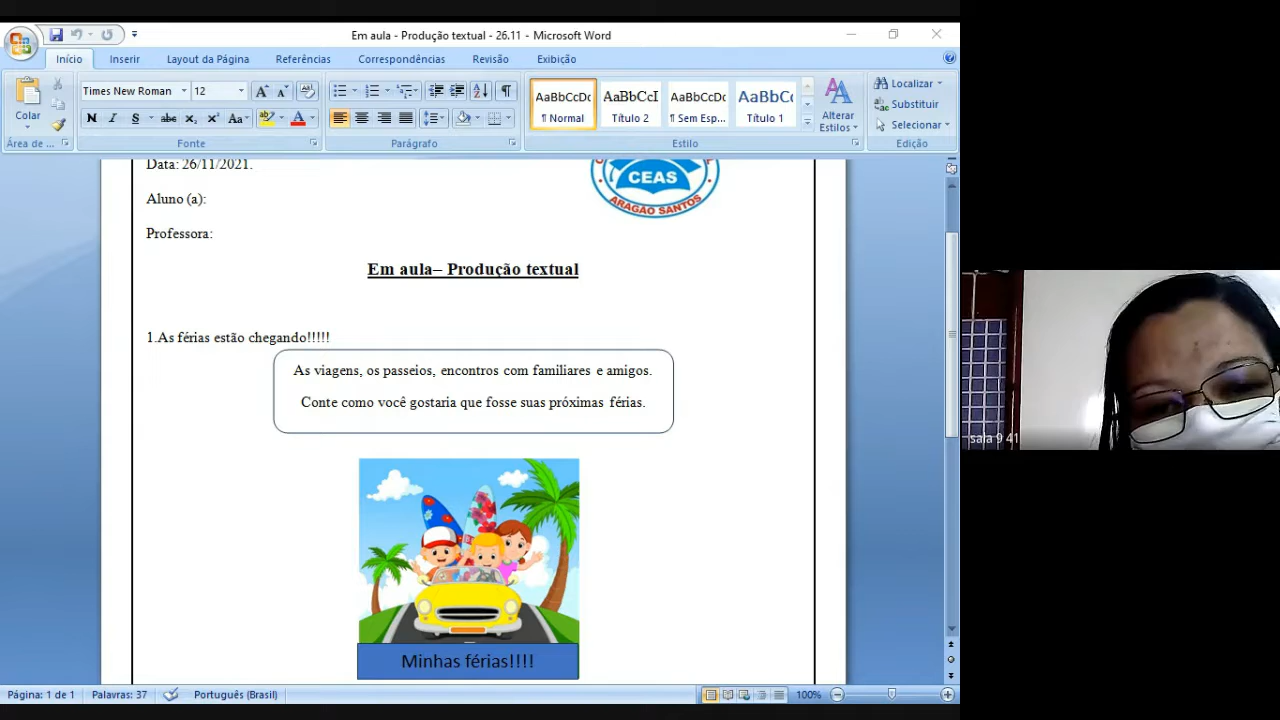 Em aula - Produção textual - 26.11 - Microsoft Word
Início Inserir Layout da Página Referências Correspondências Revisão Exibição
Times New Roman 12
AaBbCcDc AaBbCcI AaBbCcDc AaBbC
Localizar
Substituir
Colar
¶ Normal Título 2 ¶ Sem Esp... Título 1
Alterar
Estilos
Selecionar
Área de ... Fonte Parágrafo Estilo Edição
Data: 26/11/2021.
CEAS
ARAGÃO SANTOS
Aluno (a):
Professora:
Em aula– Produção textual
1.As férias estão chegando!!!!!
As viagens, os passeios, encontros com familiares e amigos.
Conte como você gostaria que fosse suas próximas férias.
Minhas férias!!!!
Página: 1 de 1 Palavras: 37 Português (Brasil) 100%
sala 9 41